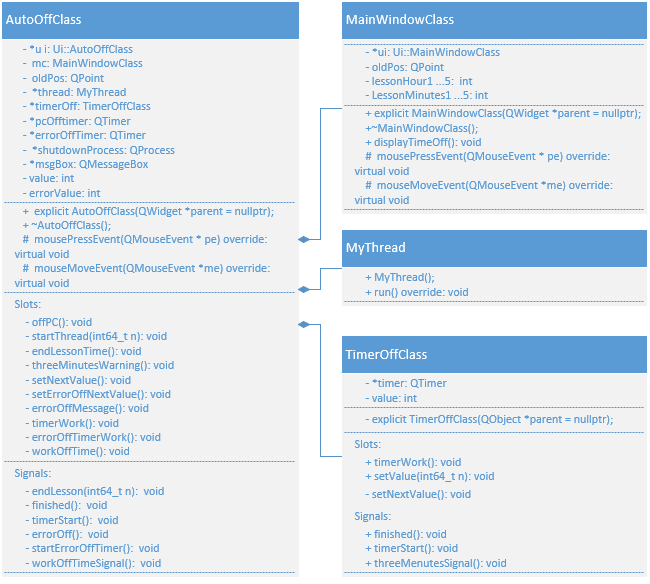 AutoOffClass
- *u i: Ui::AutoOffClass
- mc: MainWindowClass
- oldPos: QPoint
- *thread: MyThread
- *timerOff: TimerOffClass
- *pcOfftimer: QTimer
- *errorOffTimer: QTimer
- *shutdownProcess: QProcess
- *msgBox: QMessageBox
- value: int
- errorValue: int
+ explicit AutoOffClass(QWidget *parent = nullptr);
+ ~AutoOffClass();
# mousePressEvent(QMouseEvent * pe) override:
virtual void
# mouseMoveEvent(QMouseEvent *me) override:
virtual void
Slots:
- offPC(): void
- startThread(int64_t n): void
- endLessonTime(): void
- threeMinutesWarning(): void
- setNextValue(): void
- setErrorOffNextValue(): void
- errorOffMessage(): void
- timerWork(): void
- errorOffTimerWork(): void
- workOffTime(): void
Signals:
- endLesson(int64_t n): void
- finished(): void
- timerStart(): void
- errorOff(): void
- startErrorOffTimer(): void
- workOffTimeSignal(): void
MainWindowClass
- *ui: Ui::MainWindowClass
- oldPos: QPoint
- lessonHour1 ...5: int
- LessonMinutes1 ...5: int
+ explicit MainWindowClass(QWidget *parent = nullptr);
+~MainWindowClass();
+ displayTimeOff(): void
# mousePressEvent(QMouseEvent * pe) override:
virtual void
# mouseMoveEvent(QMouseEvent *me) override:
virtual void
MyThread
+ MyThread();
+ run() override: void
TimerOffClass
- *timer: QTimer
- value: int
- explicit TimerOffClass(QObject *parent = nullptr);
Slots:
+ timerWork(): void
+ setValue(int64_t n): void
- setNextValue(): void
Signals:
+ finished(): void
+ timerStart(): void
+ threeMenutesSignal(): void